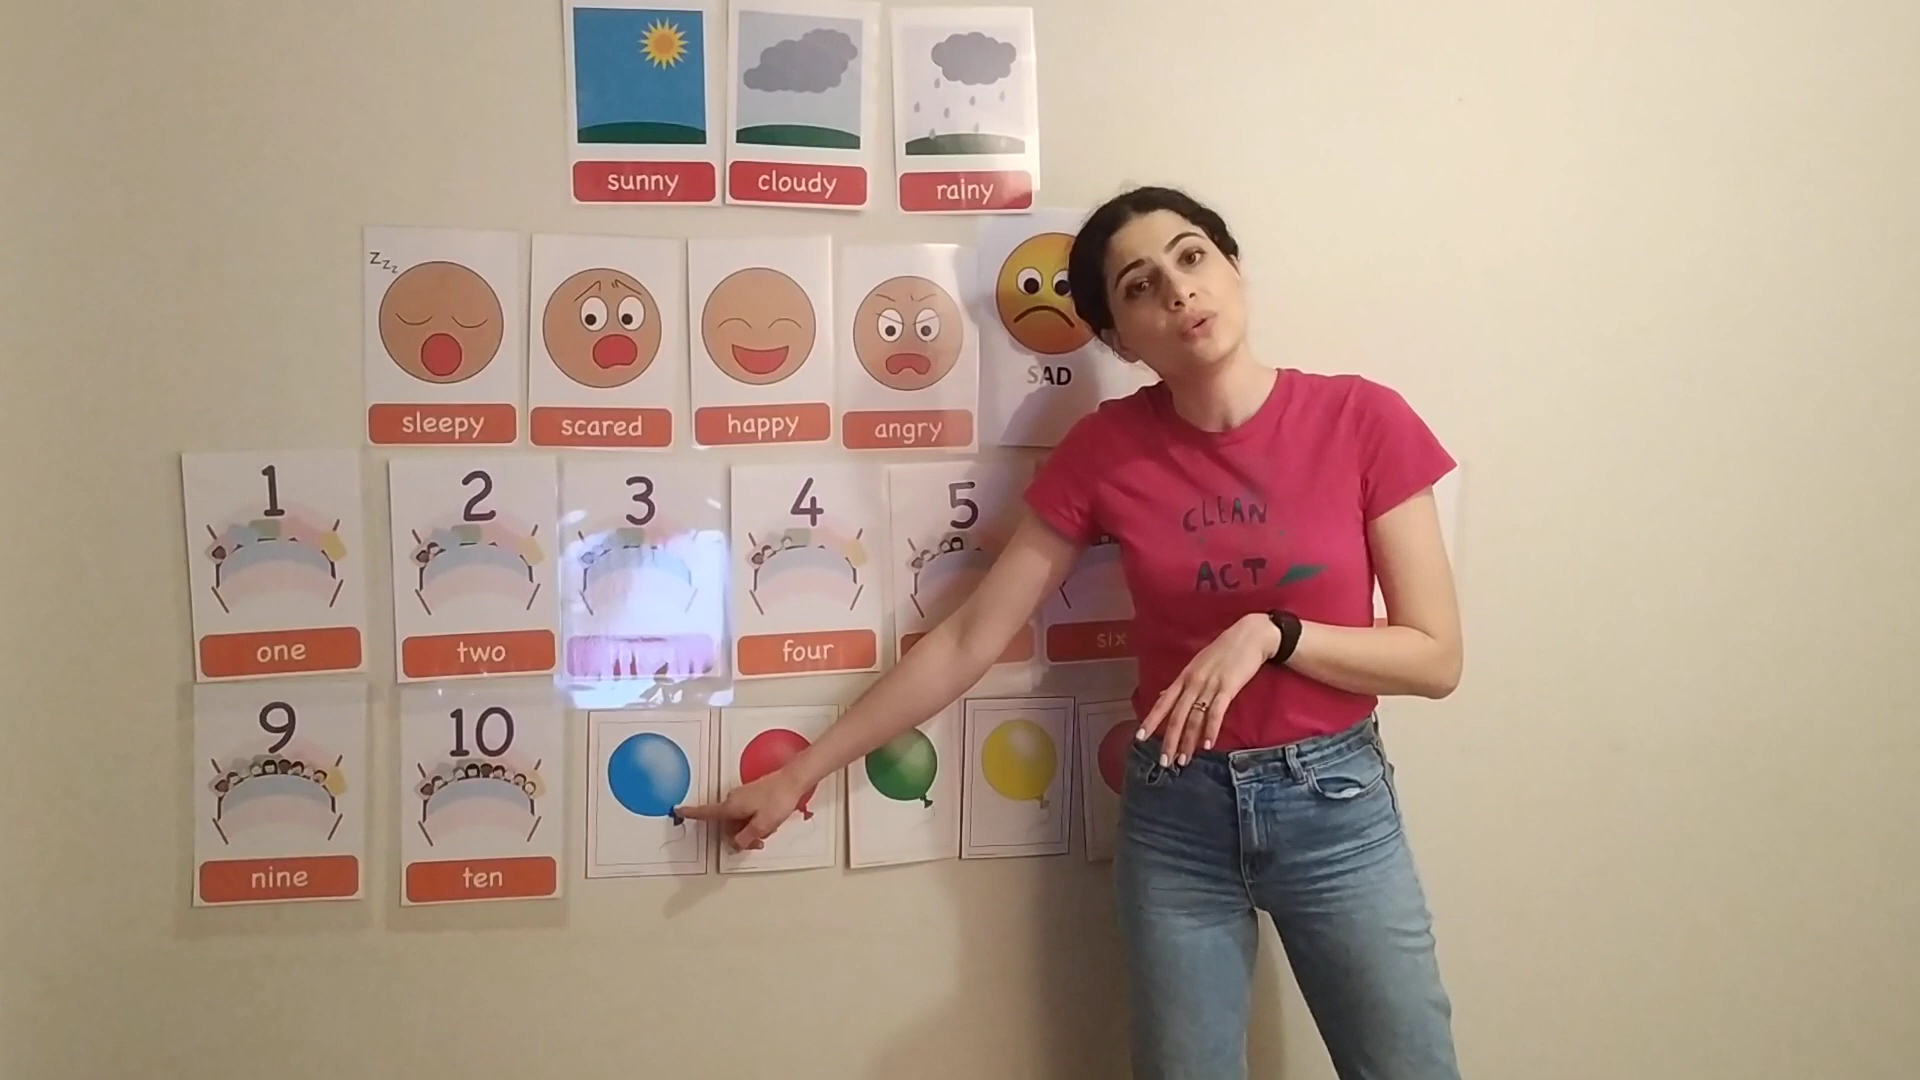 sunny
cloudy
rainy
zzz
sleepy
scared
happy
angry
SAD
1
2
3
4
5
one
two
four
six
9
10
nine
ten
CLEAN
ACT